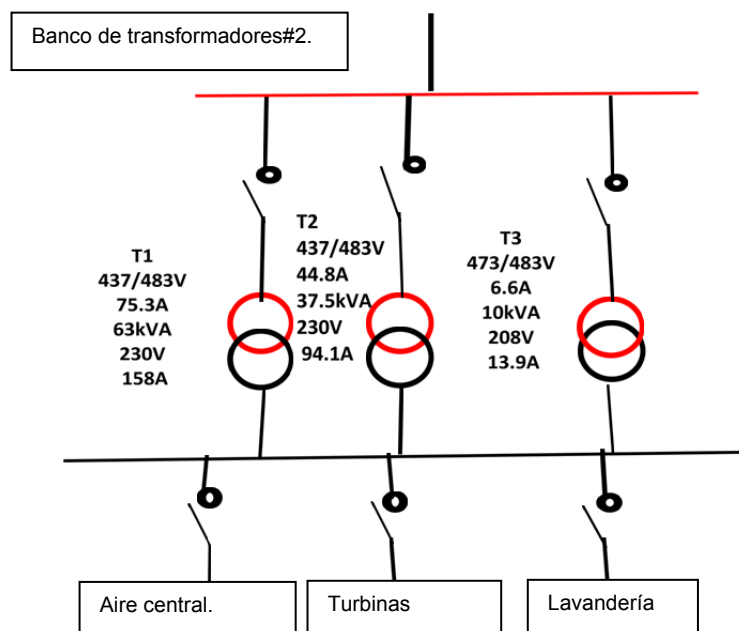 Banco de transformadores#2.
T1
437/483V
75.3A
63kVA
230V
158A
T2
437/483V
44.8A
37.5kVA
230V
94.1A
T3
473/483V
6.6A
10kVA
208V
13.9A
Aire central.
Turbinas
Lavandería